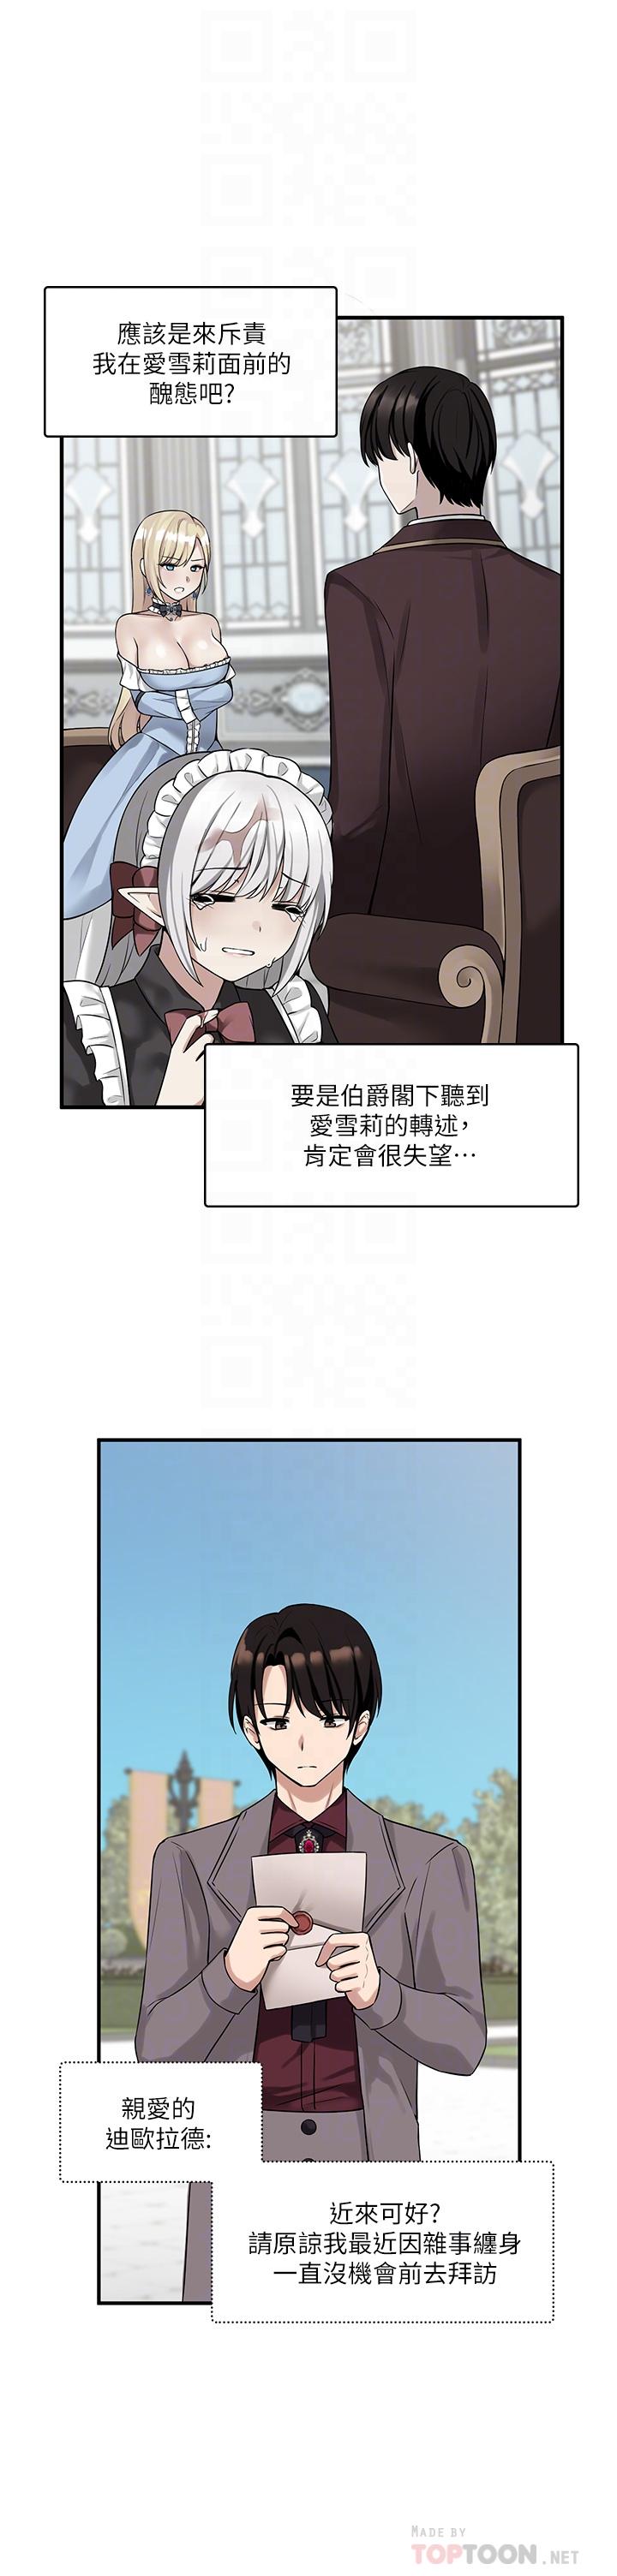 應該是來斥責
我在愛雪莉面前的
醜態吧?
要是伯爵閣下聽到
愛雪莉的轉述,
肯定會很失望…
親愛的
迪歐拉德:
近來可好?
請原諒我最近因雜事纏身
一直沒機會前去拜訪
MADE BY
TOPTOON.NET